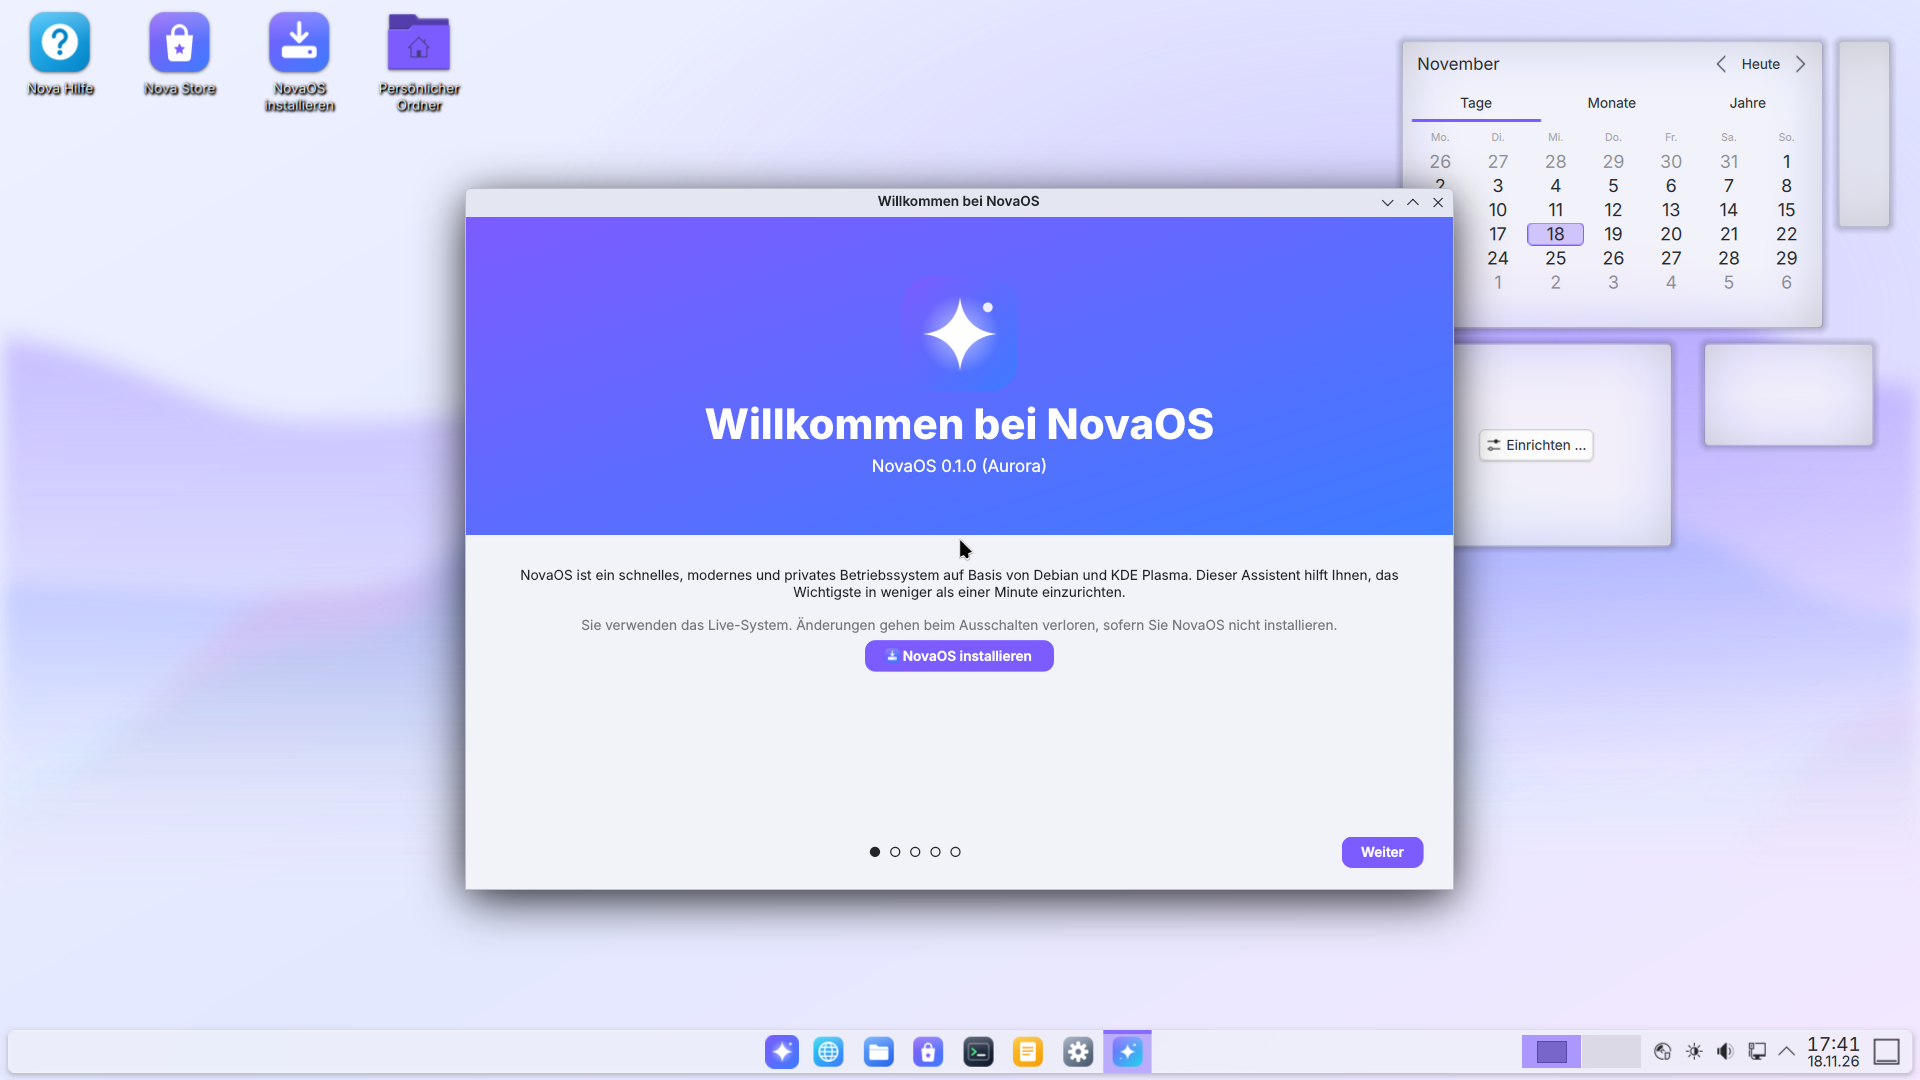 Nova Hilfe
Nova Store
NovaOS
installieren
Persönlicher
Ordner
November
Heute
Tage Monate Jahre
Mo. Di. Mi. Do. Fr. Sa. So.
26 27 28 29 30 31 1
2 3 4 5 6 7 8
10 11 12 13 14 15
17 18 19 20 21 22
24 25 26 27 28 29
1 2 3 4 5 6
Einrichten ...
Willkommen bei NovaOS
Willkommen bei NovaOS
NovaOS 0.1.0 (Aurora)
NovaOS ist ein schnelles, modernes und privates Betriebssystem auf Basis von Debian und KDE Plasma. Dieser Assistent hilft Ihnen, das
Wichtigste in weniger als einer Minute einzurichten.
Sie verwenden das Live-System. Änderungen gehen beim Ausschalten verloren, sofern Sie NovaOS nicht installieren.
NovaOS installieren
Weiter
17:41
18.11.26